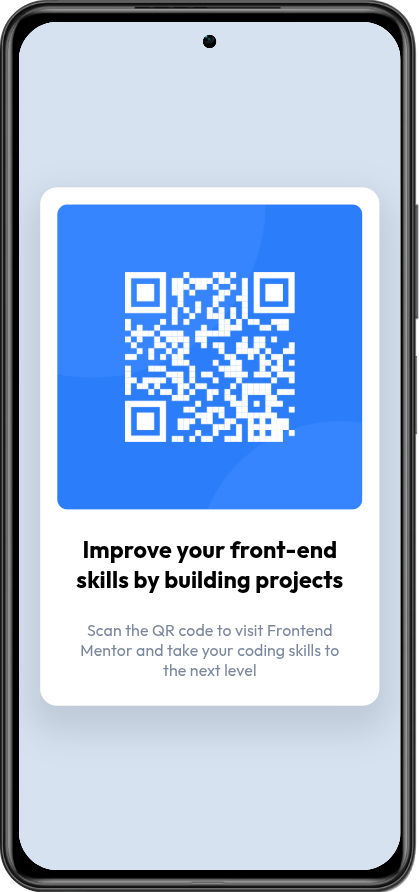 Improve your front-end
skills by building projects
Scan the QR code to visit Frontend
Mentor and take your coding skills to
the next level